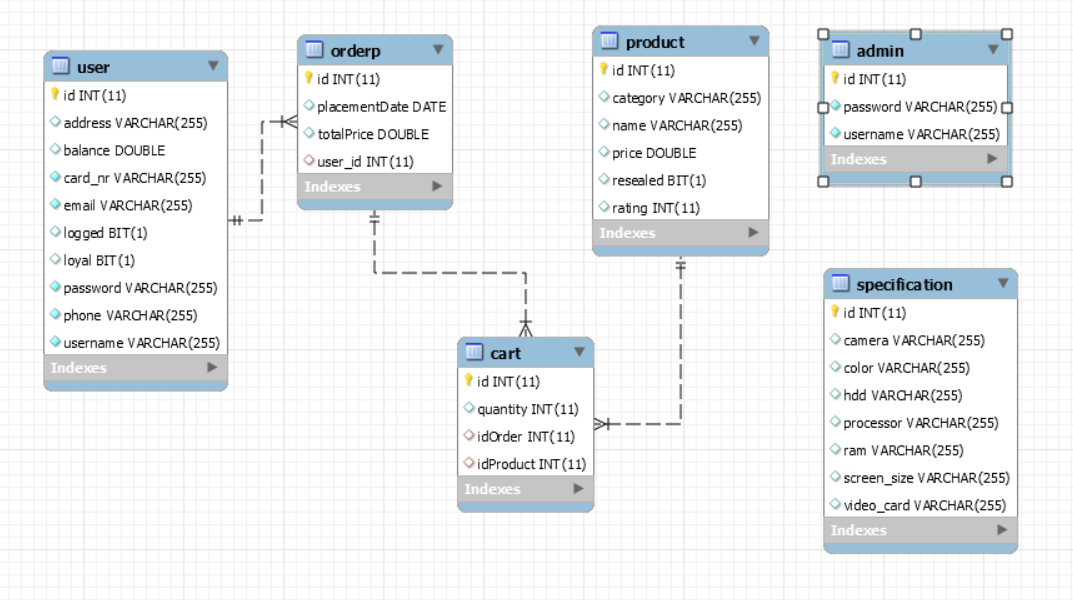 user
id INT(11)
address VARCHAR(255)
balance DOUBLE
card_nr VARCHAR(255)
email VARCHAR(255)
logged BIT(1)
loyal BIT(1)
password VARCHAR(255)
phone VARCHAR(255)
username VARCHAR(255)
Indexes
orderp
id INT(11)
placementDate DATE
totalPrice DOUBLE
user_id INT(11)
Indexes
product
id INT(11)
category VARCHAR(255)
name VARCHAR(255)
price DOUBLE
resealed BIT(1)
rating INT(11)
Indexes
admin
id INT(11)
password VARCHAR(255)
username VARCHAR(255)
Indexes
cart
id INT(11)
quantity INT(11)
idOrder INT(11)
idProduct INT(11)
Indexes
specification
id INT(11)
camera VARCHAR(255)
color VARCHAR(255)
hdd VARCHAR(255)
processor VARCHAR(255)
ram VARCHAR(255)
screen_size VARCHAR(255)
video_card VARCHAR(255)
Indexes